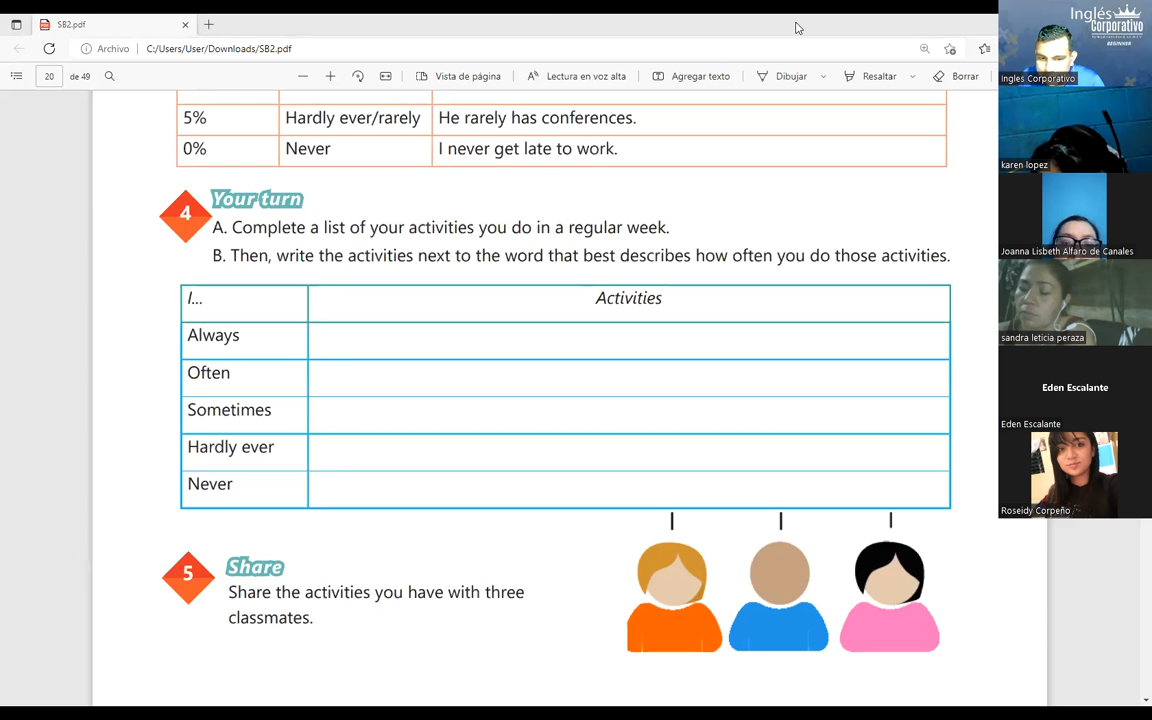 SB2.pdf
Archivo
C:/Users/User/Downloads/SB2.pdf
20
de 49
Vista de página
Lectura en voz alta
Agregar texto
Dibujar
Resaltar
Borrar
5%
Hardly ever/rarely
He rarely has conferences.
0%
Never
I never get late to work.
4
Your turn
A. Complete a list of your activities you do in a regular week.
B. Then, write the activities next to the word that best describes how often you do those activities.
I...
Activities
Always
Often
Sometimes
Hardly ever
Never
5
Share
Share the activities you have with three
classmates.
Inglés
Corporativo
BEGINNER
Ingles Corporativo
karen lopez
Joanna Lisbeth Alfaro de Canales
sandra leticia peraza
Eden Escalante
Eden Escalante
Roseidy Corpeño